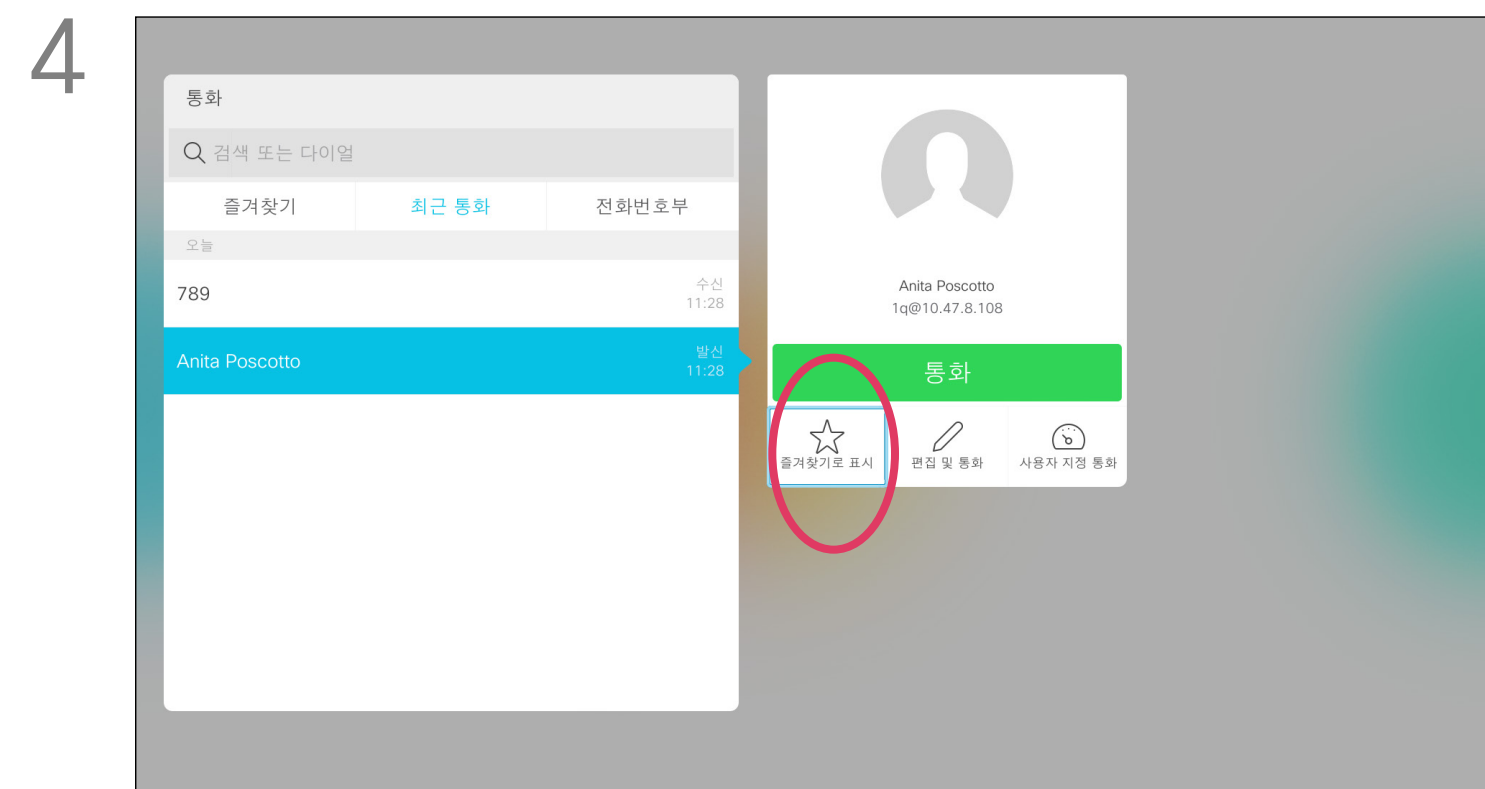 4
통화
검색 또는 다이얼
즐겨찾기 최근 통화 전화번호부
오늘
789
수신
11:28
Anita Poscotto
발신
11:28
Anita Poscotto
1q@10.47.8.108
통화
즐겨찾기로 표시
편집 및 통화
사용자 지정 통화